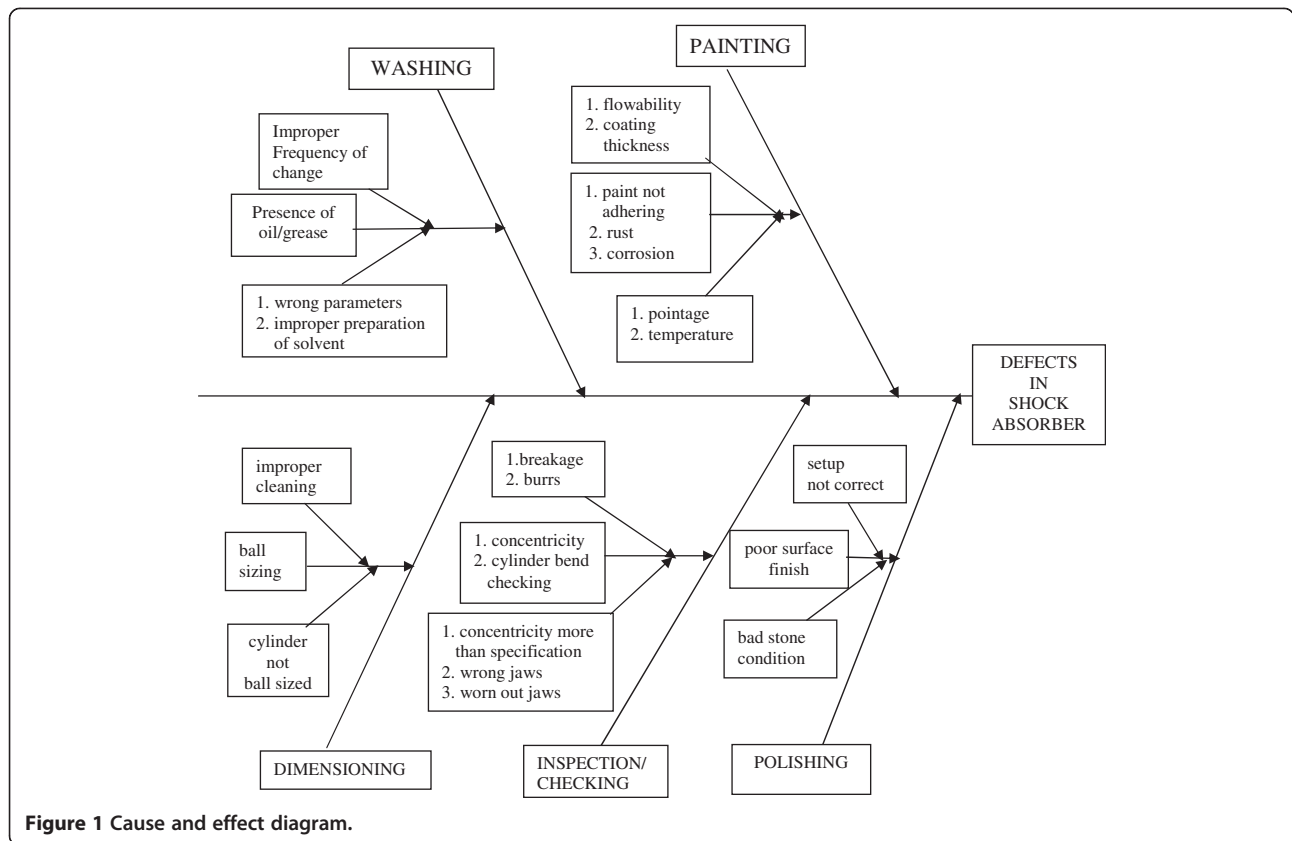 PAINTING
WASHING
1. flowability
2. coating
thickness
Improper
Frequency of
change
1. paint not
adhering
2. rust
3. corrosion
Presence of
oil/grease
1. wrong parameters
2. improper preparation
of solvent
1. pointage
2. temperature
DEFECTS
IN
SHOCK
ABSORBER
improper
cleaning
1.breakage
2. burrs
setup
not correct
ball
sizing
1. concentricity
2. cylinder bend
checking
poor surface
finish
cylinder
not
ball sized
1. concentricity more
than specification
2. wrong jaws
3. worn out jaws
bad stone
condition
DIMENSIONING
INSPECTION/
CHECKING
POLISHING
Figure 1 Cause and effect diagram.